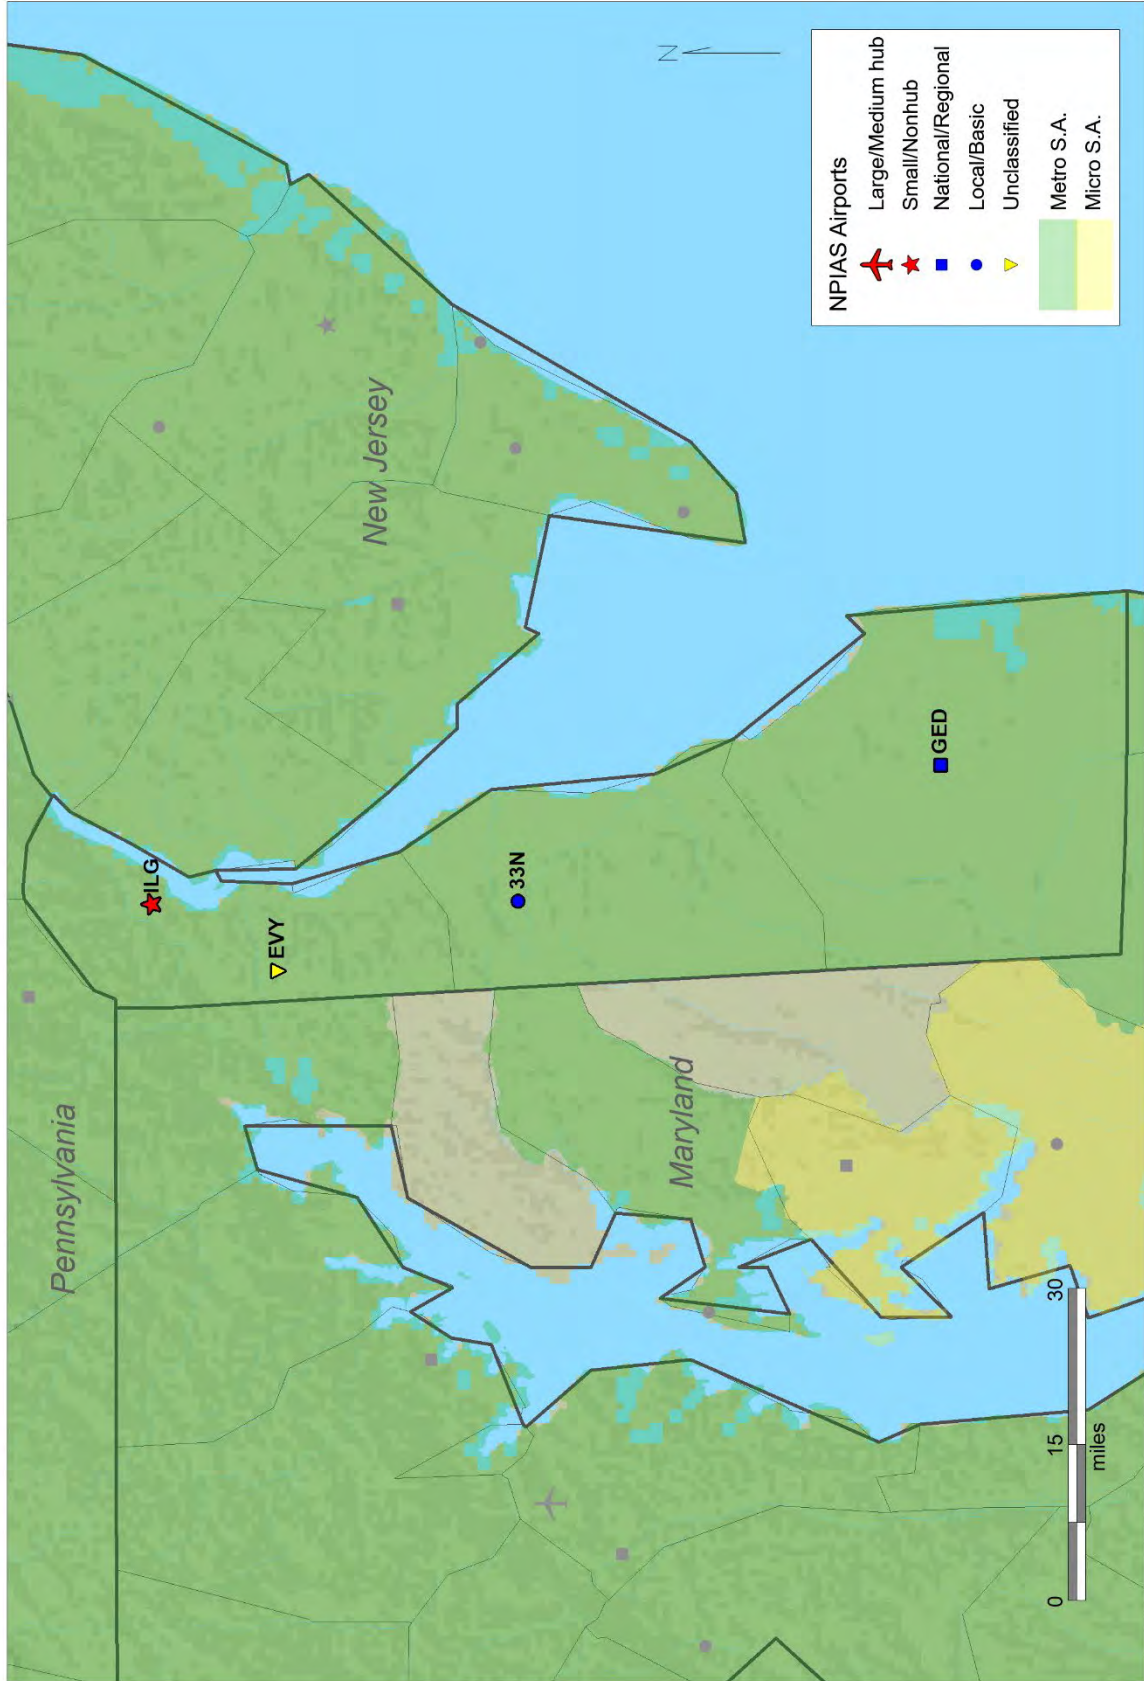 Pennsylvania
New Jersey
Maryland
ILG
EVY
33N
GED
N
NPIAS Airports
Large/Medium hub
Small/Nonhub
National/Regional
Local/Basic
Unclassified
Metro S.A.
Micro S.A.
0 15 30
miles